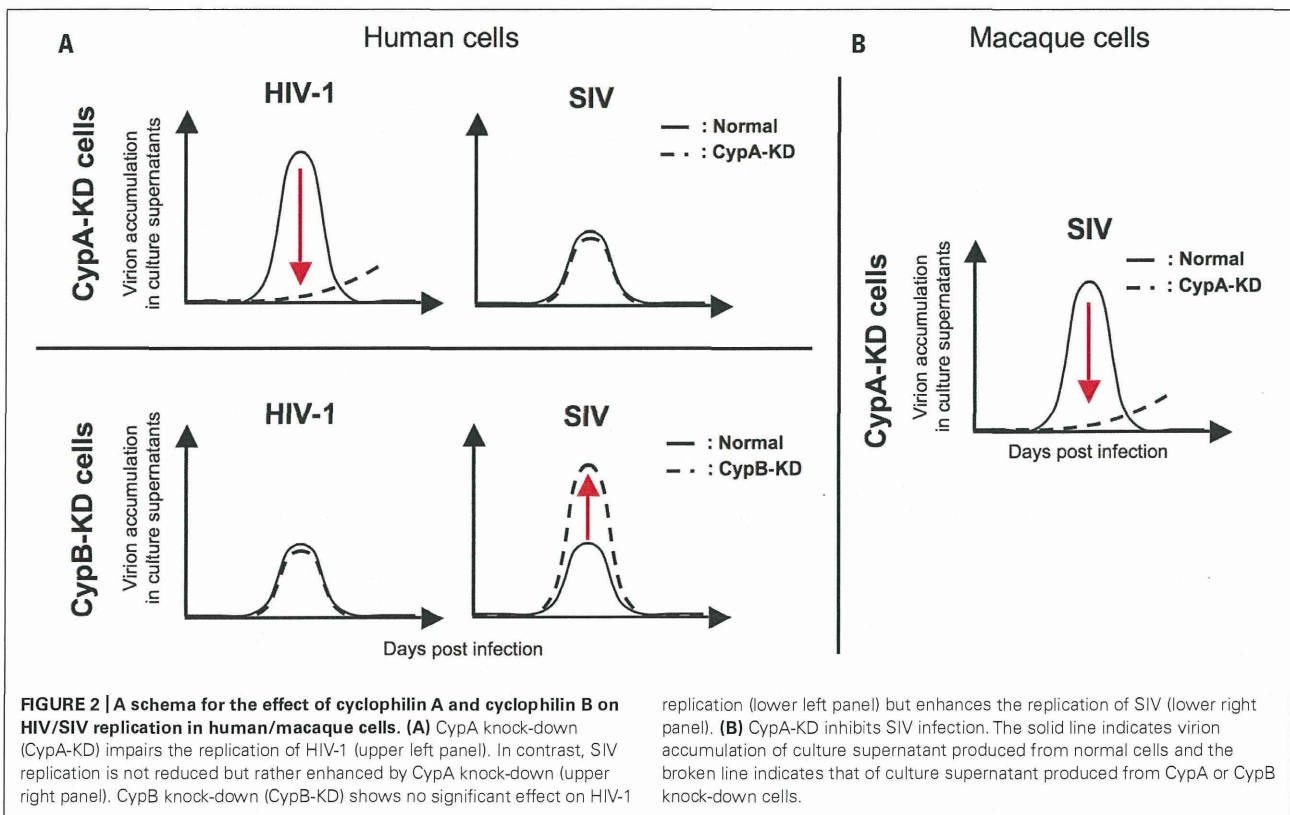 A
Human cells
B
Macaque cells
CypA-KD cells
Virion accumulation
in culture supernatants
HIV-1
SIV
: Normal
: CypA-KD
CypB-KD cells
Virion accumulation
in culture supernatants
HIV-1
SIV
: Normal
: CypB-KD
Days post infection
CypA-KD cells
Virion accumulation
in culture supernatants
SIV
: Normal
: CypA-KD
Days post infection
FIGURE 2 | A schema for the effect of cyclophilin A and cyclophilin B on
HIV/SIV replication in human/macaque cells. (A) CypA knock-down
(CypA-KD) impairs the replication of HIV-1 (upper left panel). In contrast, SIV
replication is not reduced but rather enhanced by CypA knock-down (upper
right panel). CypB knock-down (CypB-KD) shows no significant effect on HIV-1
replication (lower left panel) but enhances the replication of SIV (lower right
panel). (B) CypA-KD inhibits SIV infection. The solid line indicates virion
accumulation of culture supernatant produced from normal cells and the
broken line indicates that of culture supernatant produced from CypA or CypB
knock-down cells.